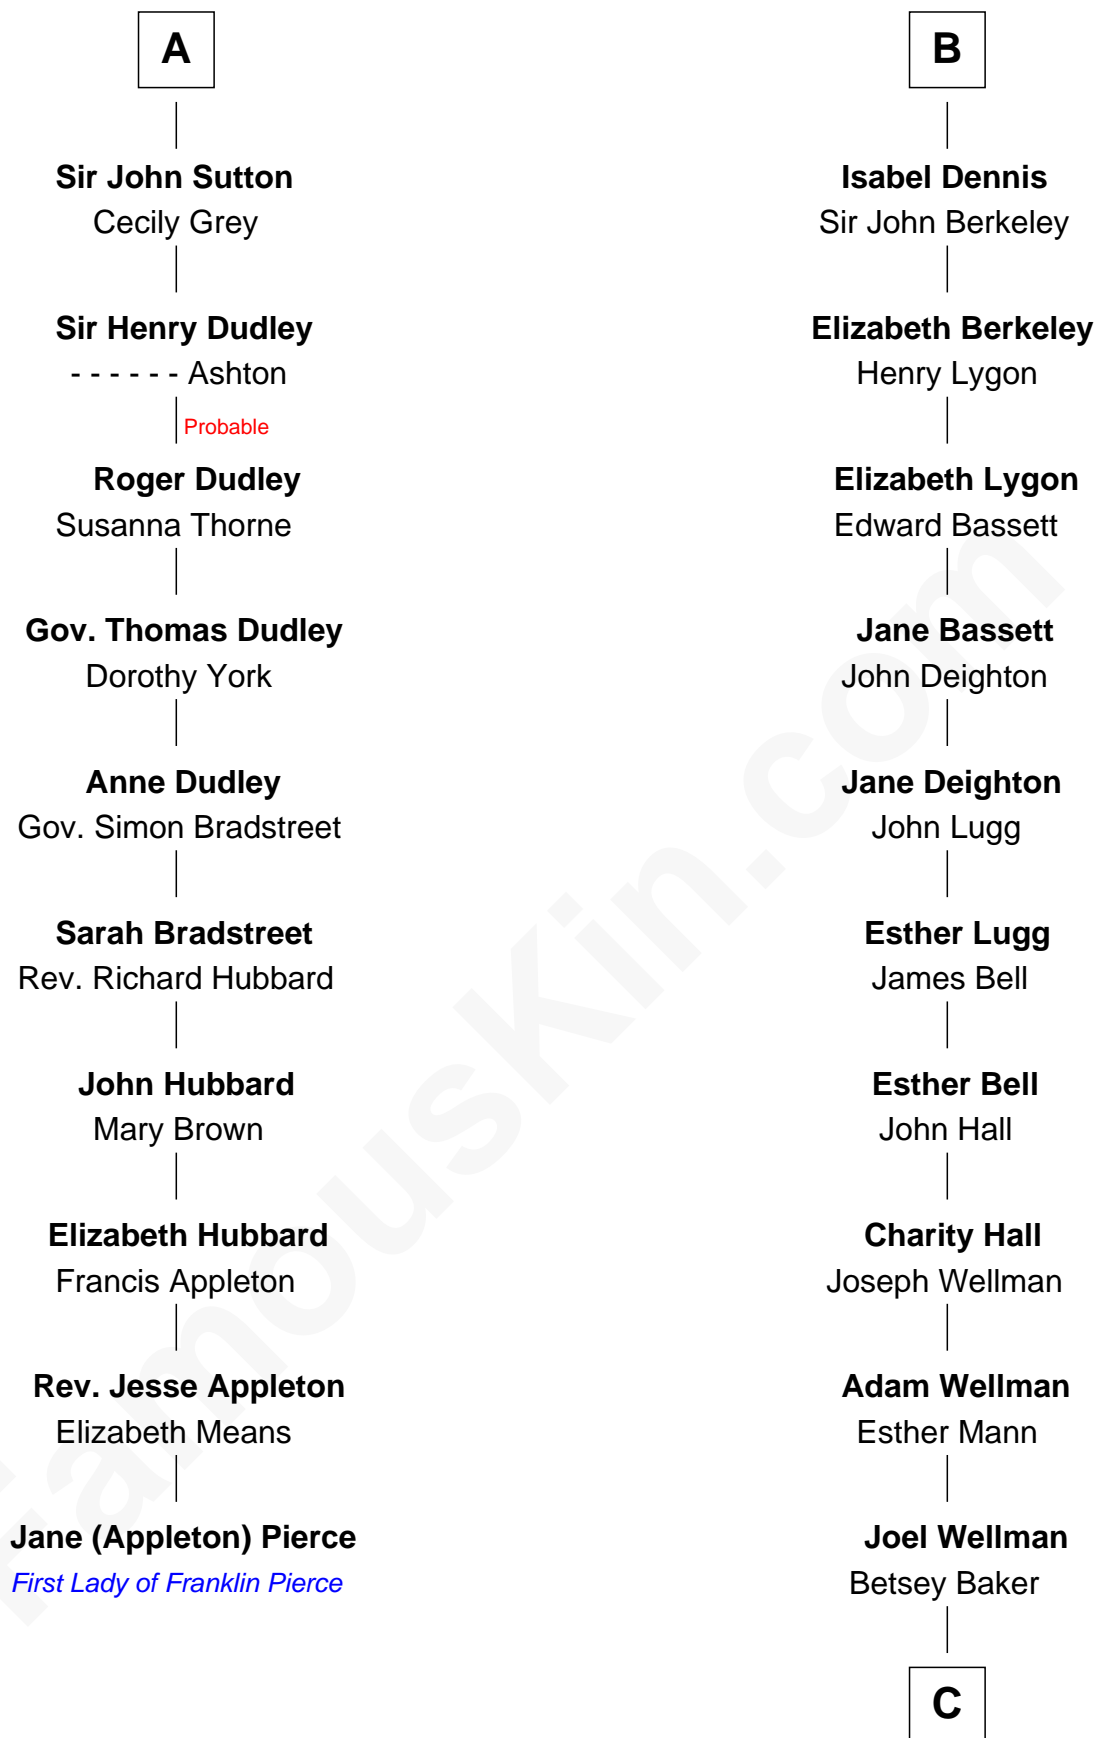 A
Sir John Sutton
Cecily Grey
Sir Henry Dudley
- - - - - - Ashton
Probable
Roger Dudley
Susanna Thorne
Gov. Thomas Dudley
Dorothy York
Anne Dudley
Gov. Simon Bradstreet
Sarah Bradstreet
Rev. Richard Hubbard
John Hubbard
Mary Brown
Elizabeth Hubbard
Francis Appleton
Rev. Jesse Appleton
Elizabeth Means
Jane (Appleton) Pierce
First Lady of Franklin Pierce
B
Isabel Dennis
Sir John Berkeley
Elizabeth Berkeley
Henry Lygon
Elizabeth Lygon
Edward Bassett
Jane Bassett
John Deighton
Jane Deighton
John Lugg
Esther Lugg
James Bell
Esther Bell
John Hall
Charity Hall
Joseph Wellman
Adam Wellman
Esther Mann
Joel Wellman
Betsey Baker
C
FamousKin.com